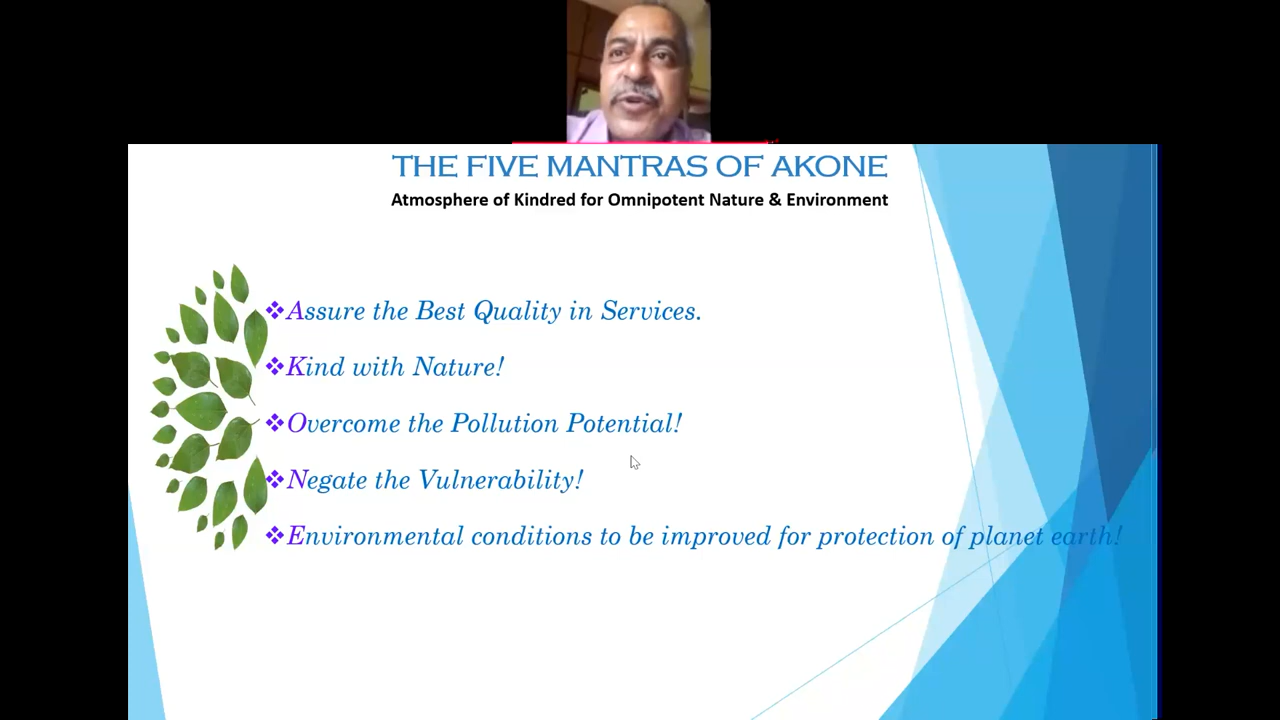 THE FIVE MANTRAS OF AKONE
Atmosphere of Kindred for Omnipotent Nature & Environment
❖Assure the Best Quality in Services.
❖Kind with Nature!
❖Overcome the Pollution Potential!
❖Negate the Vulnerability!
❖Environmental conditions to be improved for protection of planet earth!